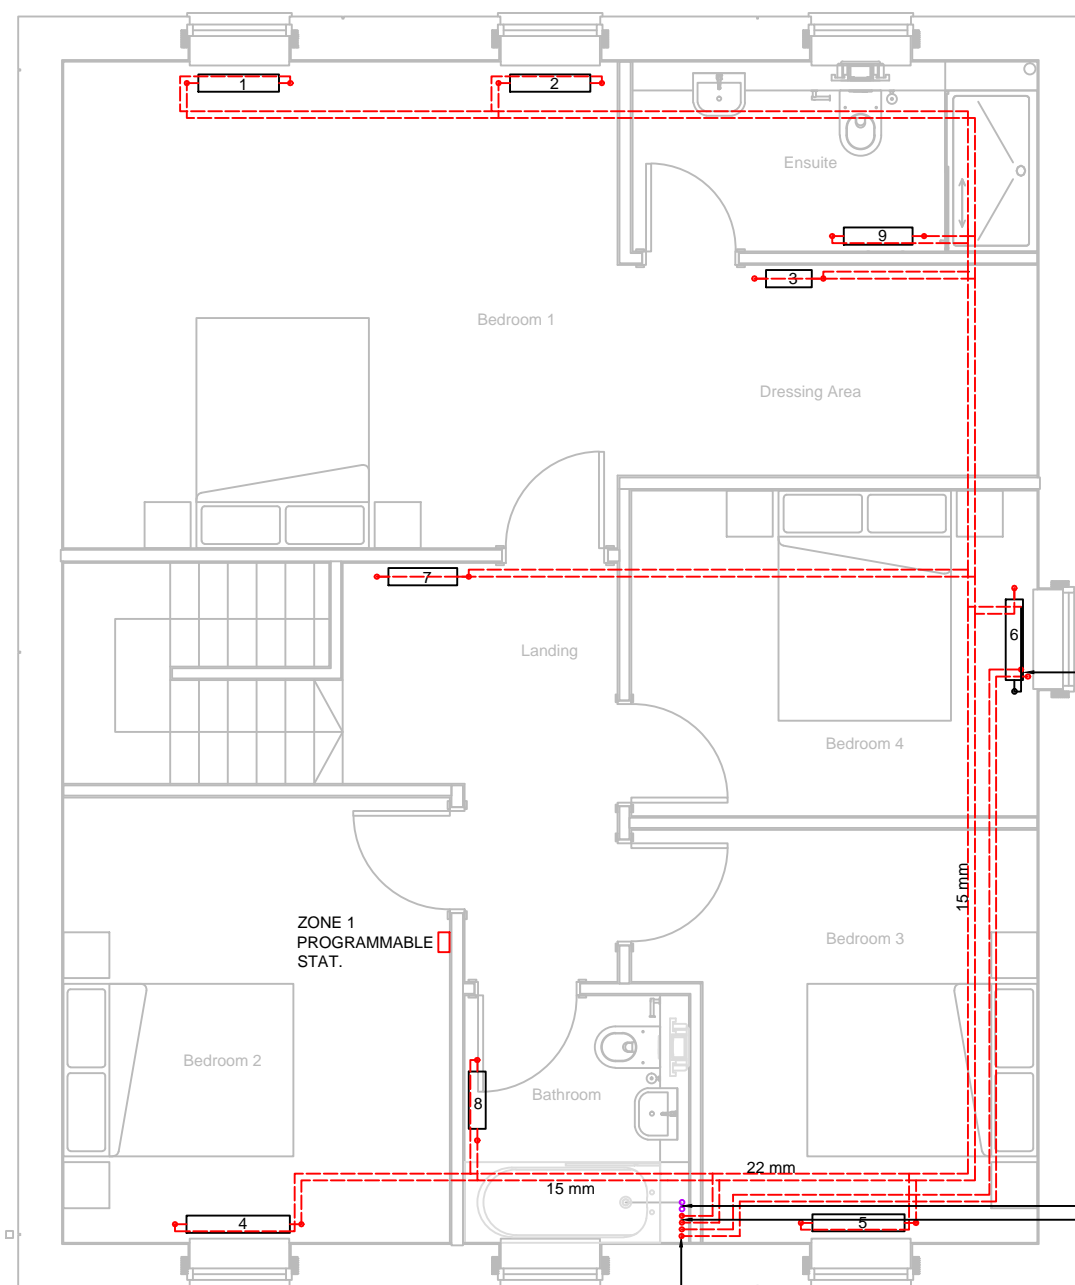 1
2
Ensuite
9
3
Bedroom 1
Dressing Area
7
6
Landing
Bedroom 4
15 mm
ZONE 1
PROGRAMMABLE
STAT.
Bedroom 3
Bedroom 2
8
Bathroom
22 mm
15 mm
4
5